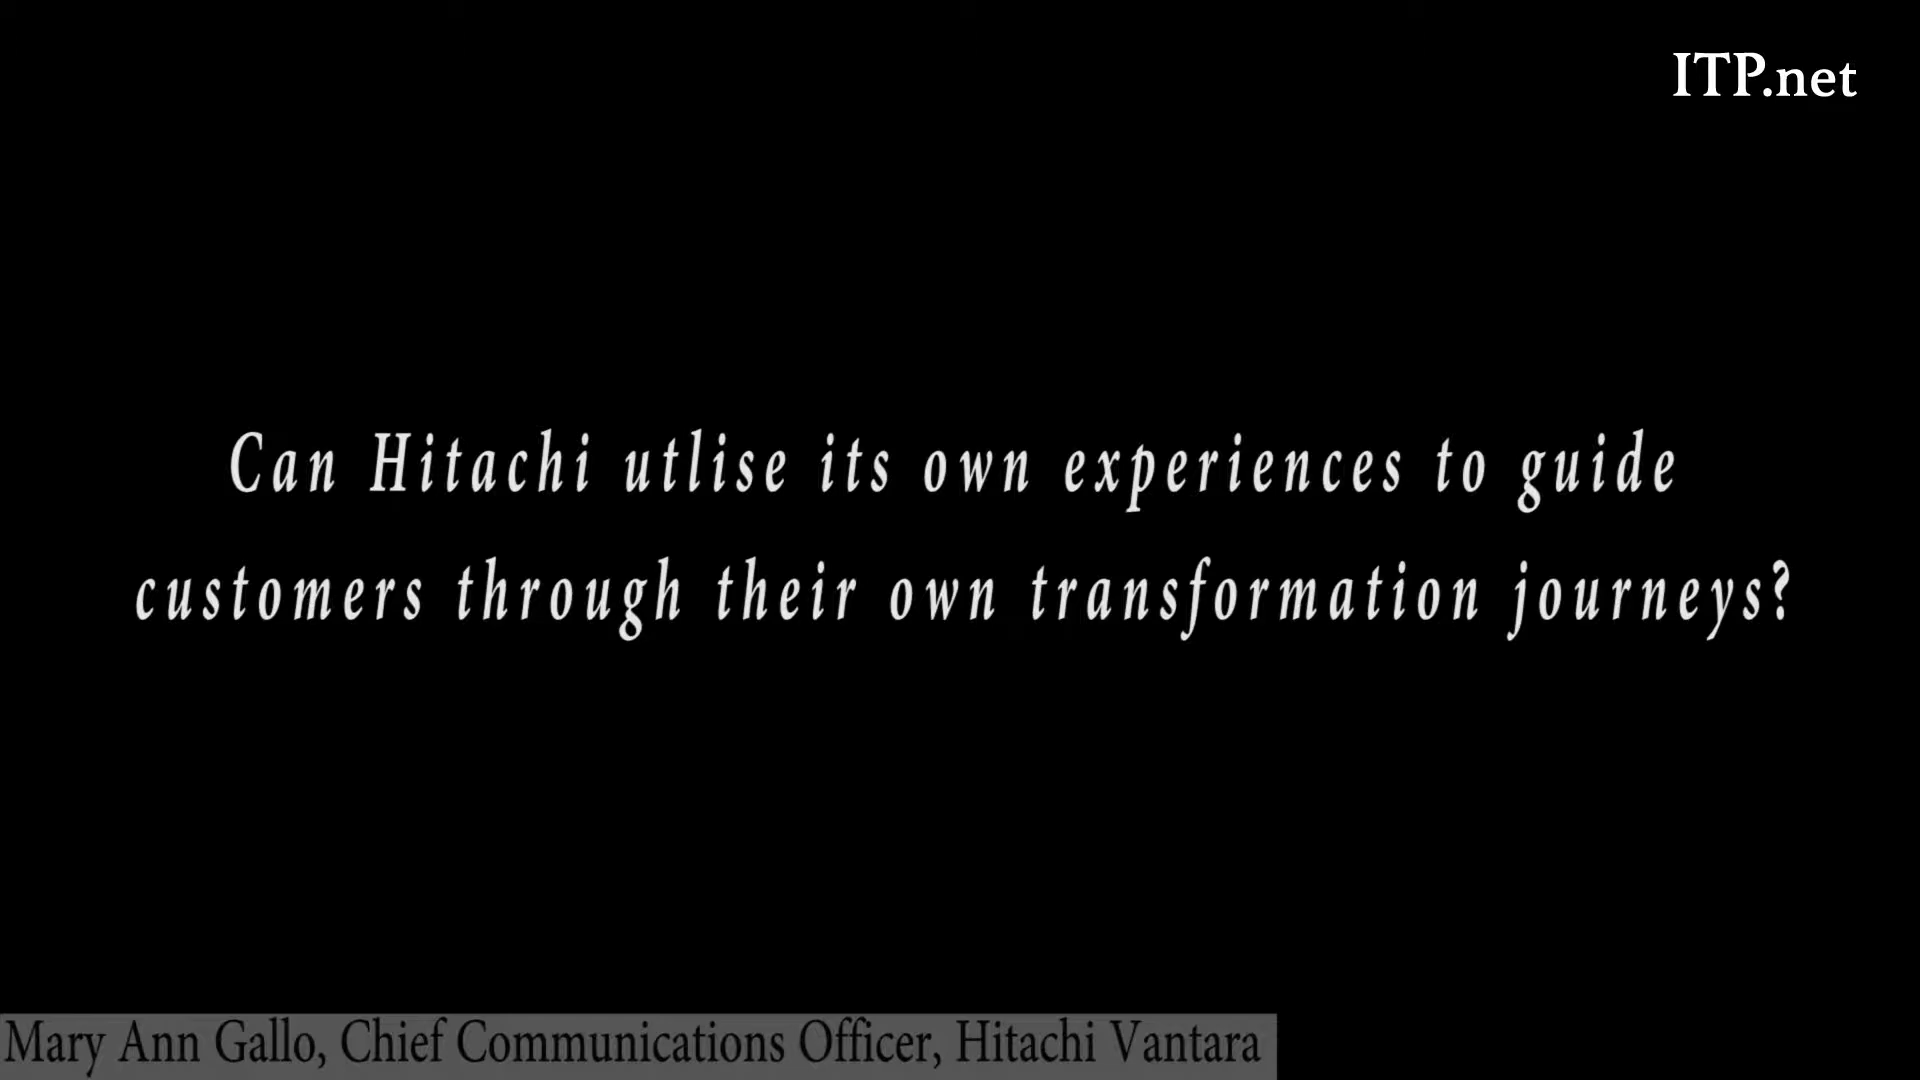 ITP.net
Can Hitachi utlise its own experiences to guide
customers through their own transformation journeys?
Mary Ann Gallo, Chief Communications Officer, Hitachi Vantara